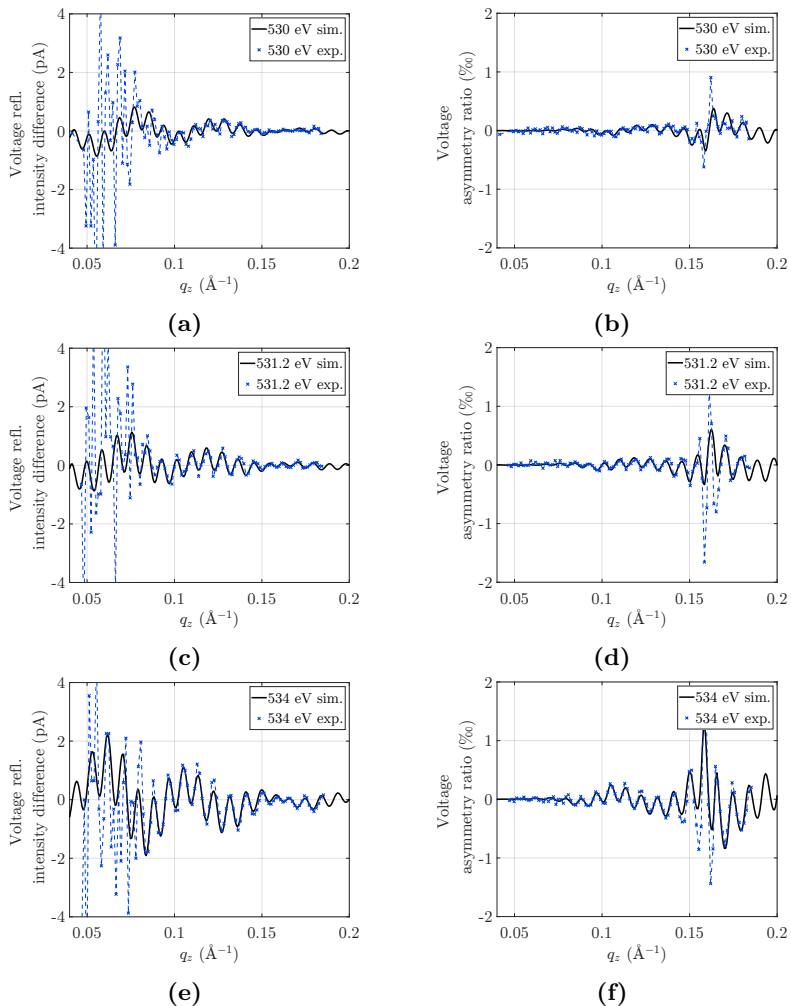 Voltage refl.
intensity difference (pA)
4
2
0
-2
-4
0.05
0.1
0.15
0.2
q_z (Å⁻¹)
530 eV sim.
530 eV exp.
(a)
Voltage
asymmetry ratio (‰)
2
1
0
-1
-2
0.05
0.1
0.15
0.2
q_z (Å⁻¹)
530 eV sim.
530 eV exp.
(b)
Voltage refl.
intensity difference (pA)
4
2
0
-2
-4
0.05
0.1
0.15
0.2
q_z (Å⁻¹)
531.2 eV sim.
531.2 eV exp.
(c)
Voltage
asymmetry ratio (‰)
2
1
0
-1
-2
0.05
0.1
0.15
0.2
q_z (Å⁻¹)
531.2 eV sim.
531.2 eV exp.
(d)
Voltage refl.
intensity difference (pA)
4
2
0
-2
-4
0.05
0.1
0.15
0.2
q_z (Å⁻¹)
534 eV sim.
534 eV exp.
(e)
Voltage
asymmetry ratio (‰)
2
1
0
-1
-2
0.05
0.1
0.15
0.2
q_z (Å⁻¹)
534 eV sim.
534 eV exp.
(f)